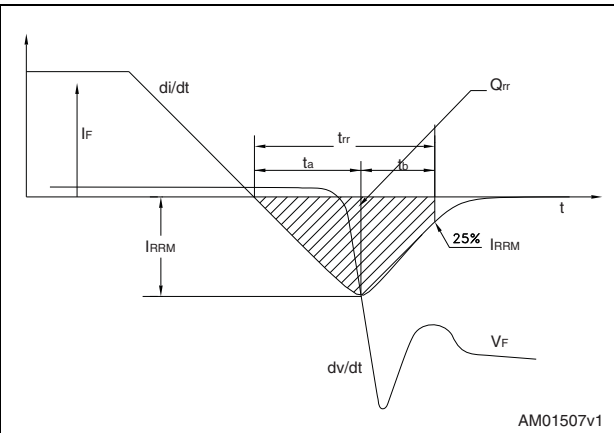 di/dt
Qrr
IF
trr
ta
tb
t
IRRM
25% IRRM
VF
dv/dt
AM01507v1